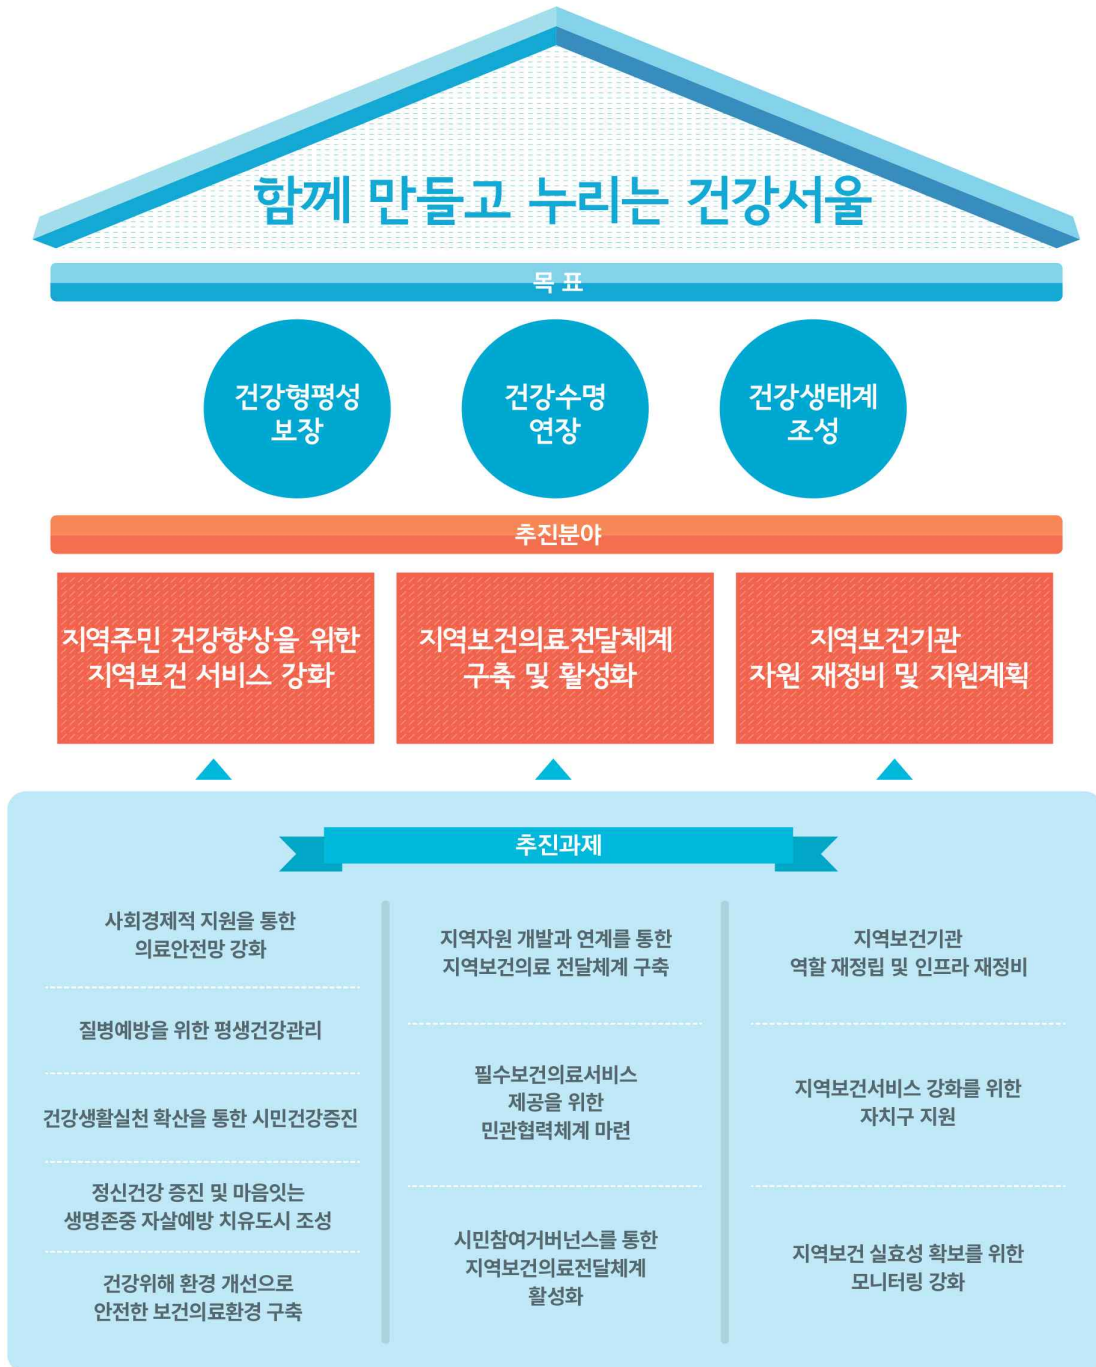 함께 만들고 누리는 건강서울
목 표
건강형평성
보장
건강수명
연장
건강생태계
조성
추진분야
지역주민 건강향상을 위한
지역보건 서비스 강화
지역보건의료전달체계
구축 및 활성화
지역보건기관
자원 재정비 및 지원계획
추진과제
사회경제적 지원을 통한
의료안전망 강화
질병예방을 위한 평생건강관리
건강생활실천 확산을 통한 시민건강증진
정신건강 증진 및 마음잇는
생명존중 자살예방 치유도시 조성
건강위해 환경 개선으로
안전한 보건의료환경 구축
지역자원 개발과 연계를 통한
지역보건의료 전달체계 구축
필수보건의료서비스
제공을 위한
민관협력체계 마련
시민참여거버넌스를 통한
지역보건의료전달체계
활성화
지역보건기관
역할 재정립 및 인프라 재정비
지역보건서비스 강화를 위한
자치구 지원
지역보건 실효성 확보를 위한
모니터링 강화